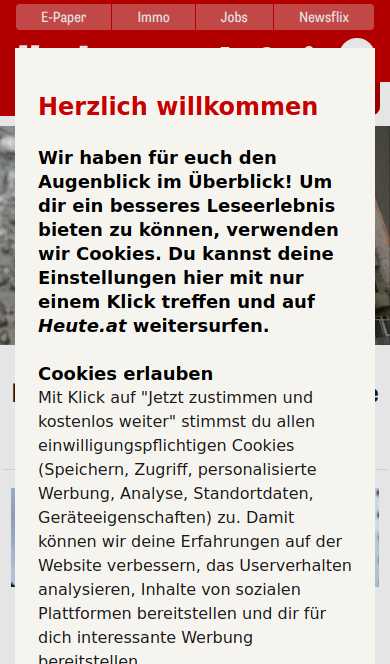 E-Paper
Immo
Jobs
Newsflix
Herzlich willkommen
Wir haben für euch den
Augenblick im Überblick! Um
dir ein besseres Leseerlebnis
bieten zu können, verwenden
wir Cookies. Du kannst deine
Einstellungen hier mit nur
einem Klick treffen und auf
Heute.at weitersurfen.
Cookies erlauben
Mit Klick auf "Jetzt zustimmen und
kostenlos weiter" stimmst du allen
einwilligungspflichtigen Cookies
(Speichern, Zugriff, personalisierte
Werbung, Analyse, Standortdaten,
Geräteeigenschaften) zu. Damit
können wir deine Erfahrungen auf der
Website verbessern, das Userverhalten
analysieren, Inhalte von sozialen
Plattformen bereitstellen und dir für
dich interessante Werbung
bereitstellen